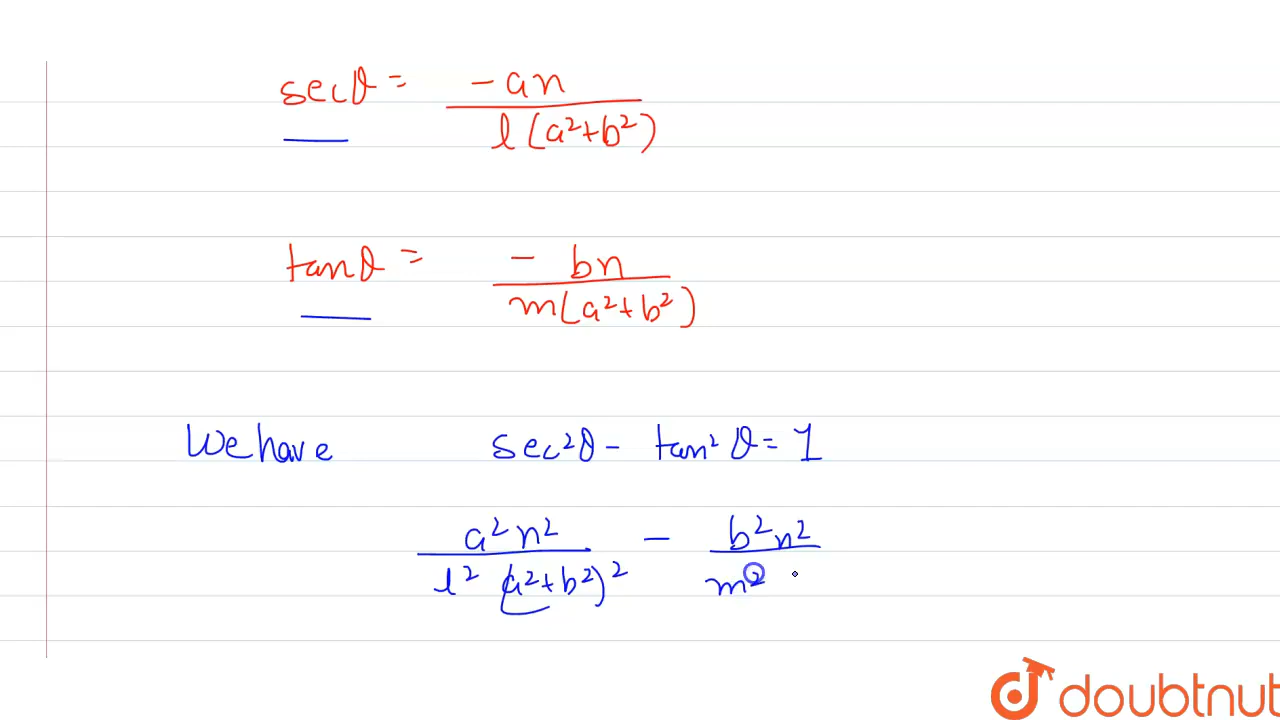 secθ = -an / l(a²+b²)
tanθ = - bn / m(a²+b²)
We have sec²θ - tan²θ = 1
a²n² / l² (a²+b²)² - b²n² / m²
doubtnut